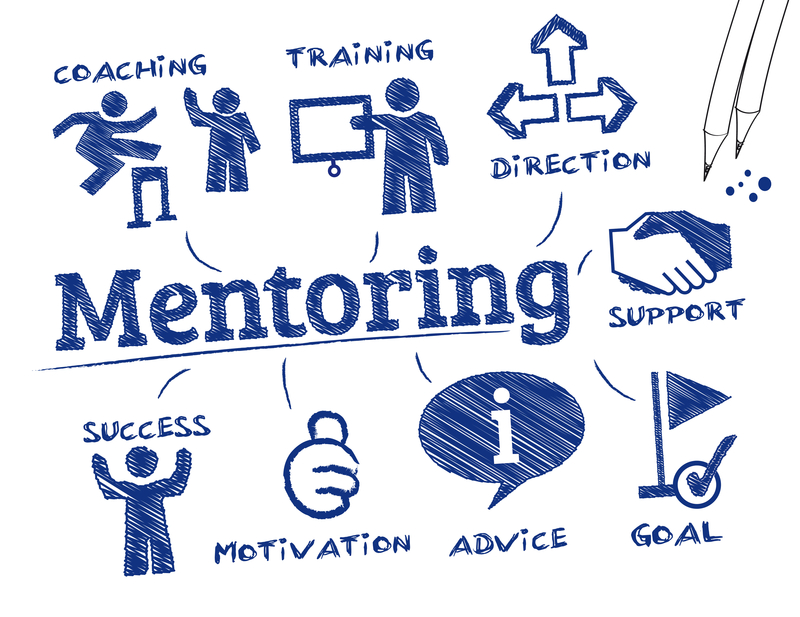 COACHiNG
TRAiNiNG
DiRECTiON
Mentoring
SUPPORT
SUCCESS
MOTiVATiON
i
ADViCE
GOAL